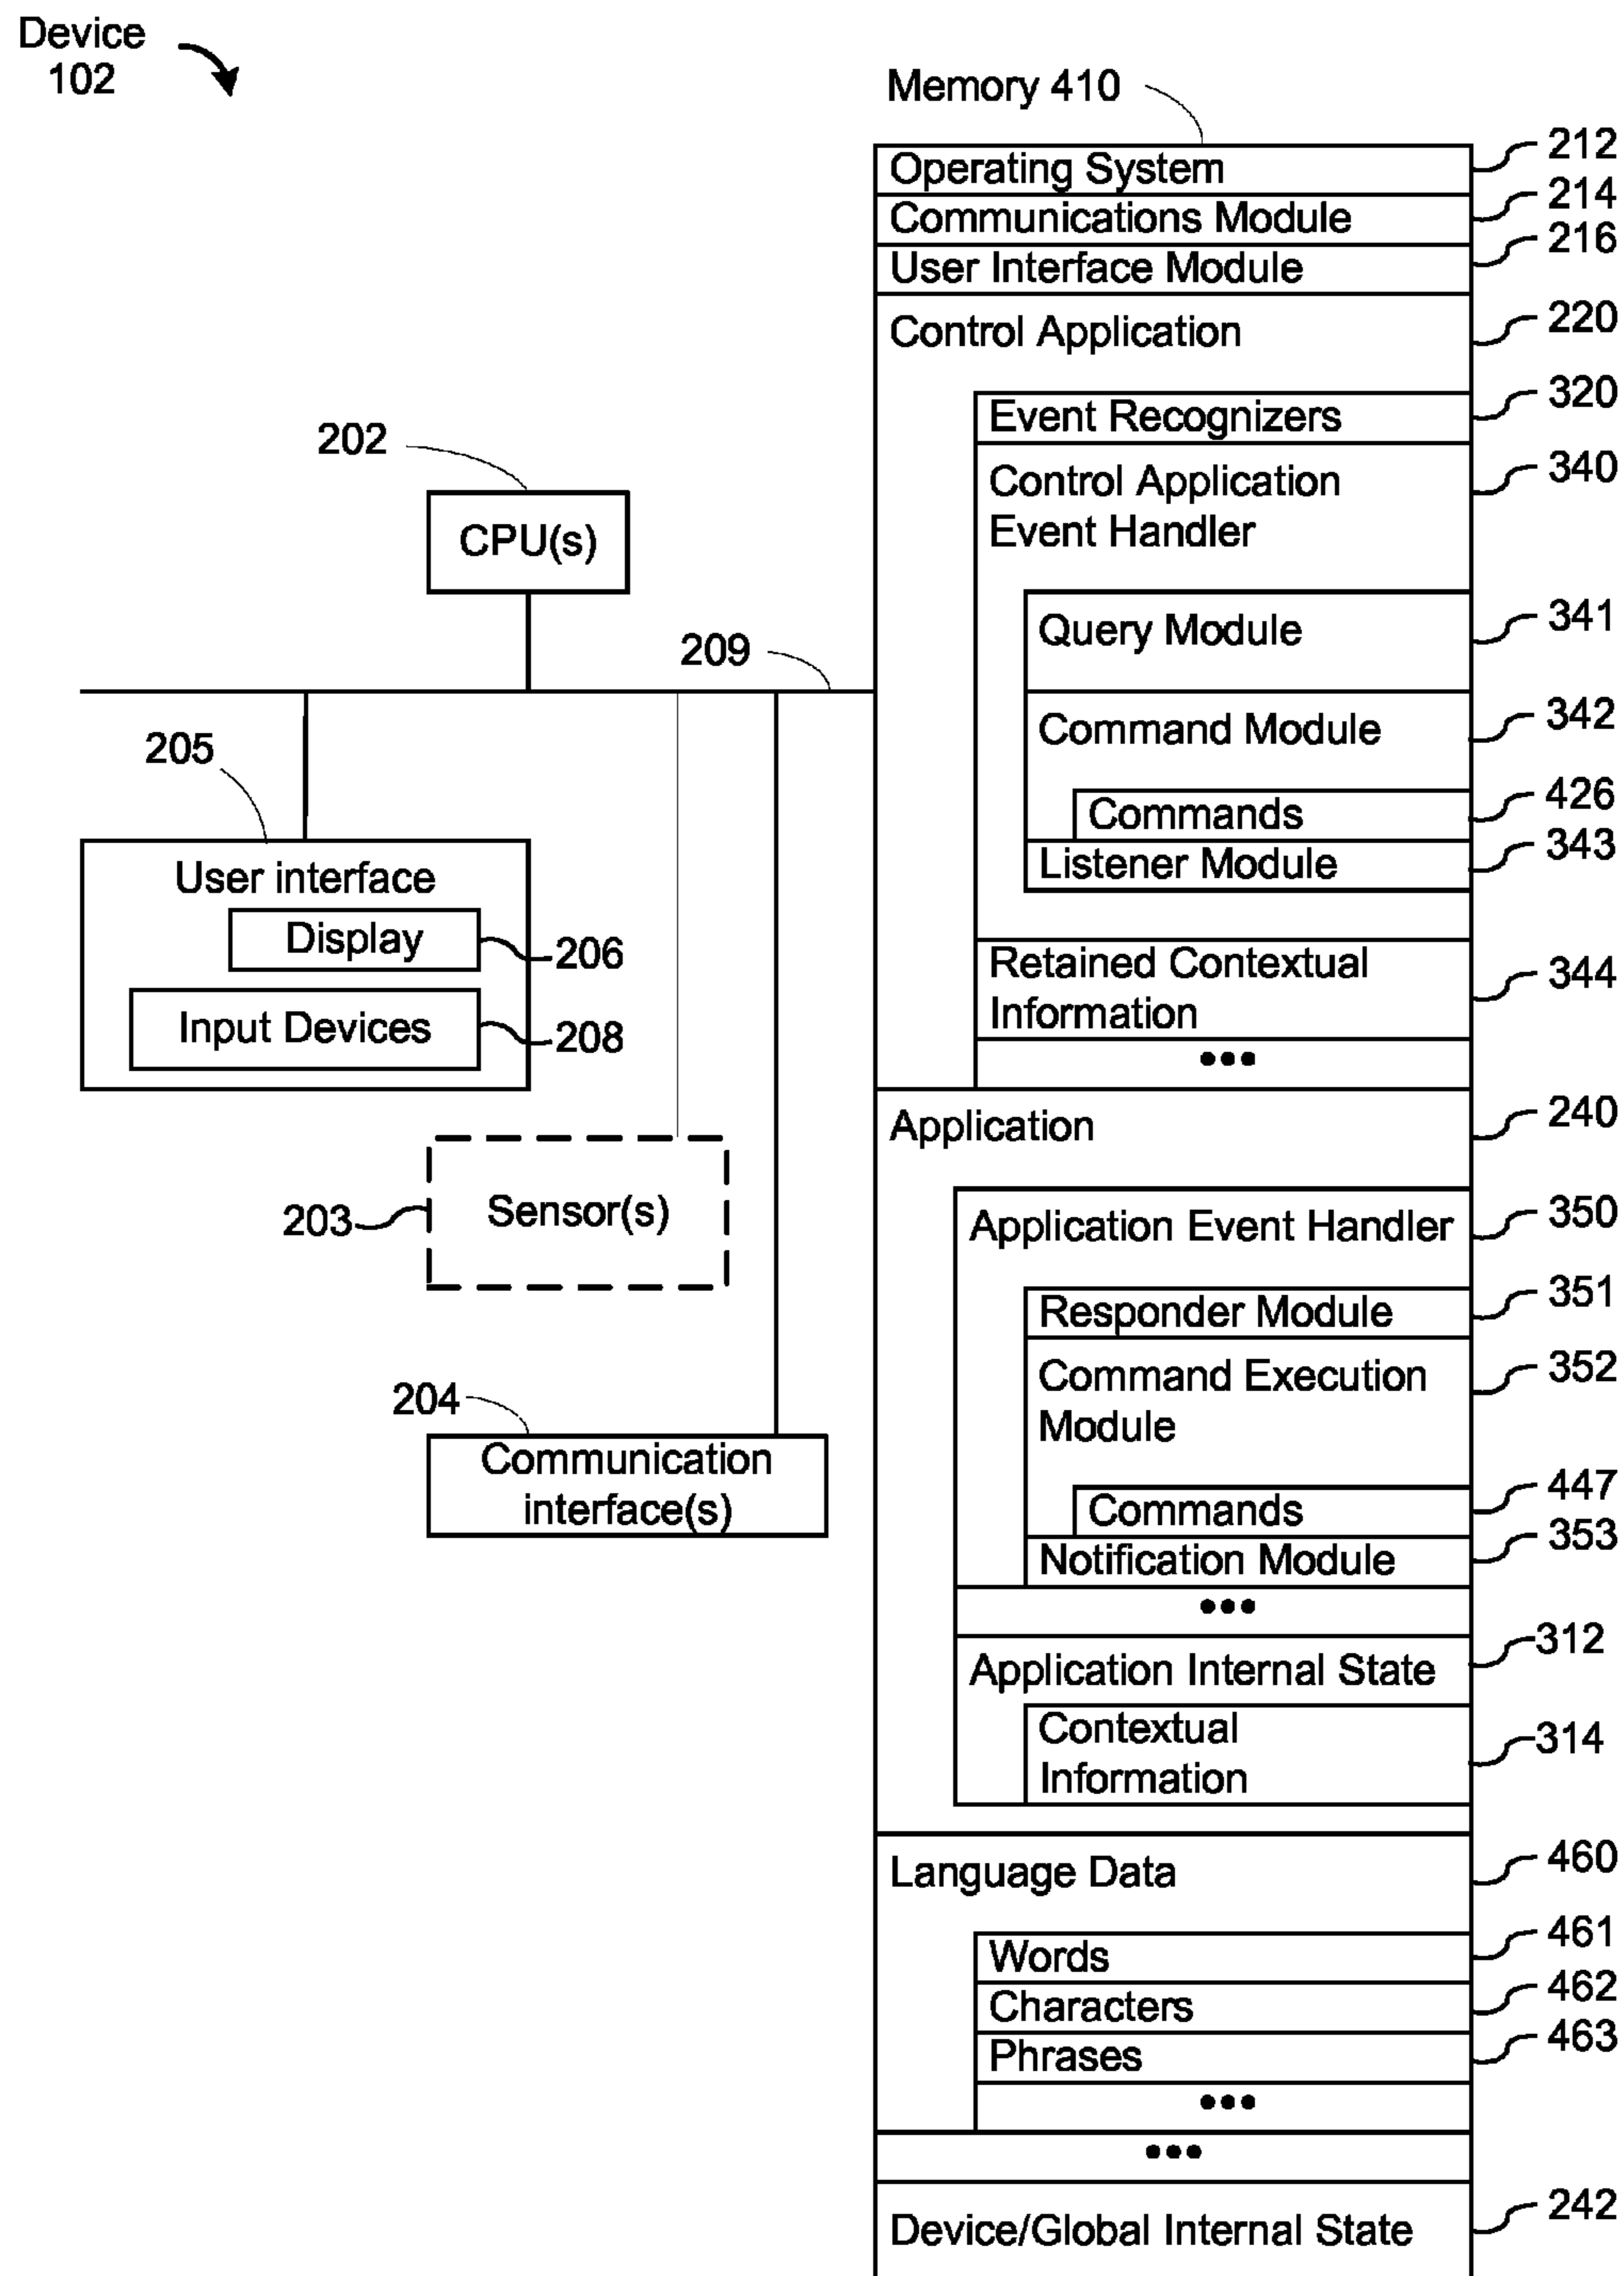 Device
102
Memory 410
Operating System
212
Communications Module
214
User Interface Module
216
Control Application
220
Event Recognizers
320
Control Application
Event Handler
340
Query Module
341
Command Module
342
Commands
426
Listener Module
343
Retained Contextual
Information
344
•••
Application
240
Application Event Handler
350
Responder Module
351
Command Execution
Module
352
Commands
447
Notification Module
353
•••
Application Internal State
312
Contextual
Information
314
Language Data
460
Words
461
Characters
462
Phrases
463
•••
•••
Device/Global Internal State
242
202
CPU(s)
209
205
User interface
Display
206
Input Devices
208
203
Sensor(s)
204
Communication
interface(s)